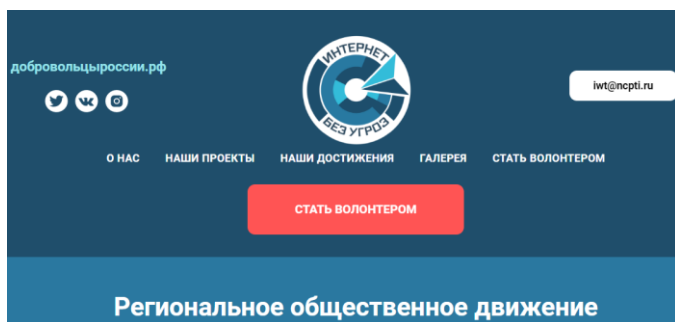 добровольцыроссии.рф
ИНТЕРНЕТ
БЕЗ УГРОЗ
iwt@ncpti.ru
О НАС НАШИ ПРОЕКТЫ НАШИ ДОСТИЖЕНИЯ ГАЛЕРЕЯ СТАТЬ ВОЛОНТЕРОМ
СТАТЬ ВОЛОНТЕРОМ
Региональное общественное движение